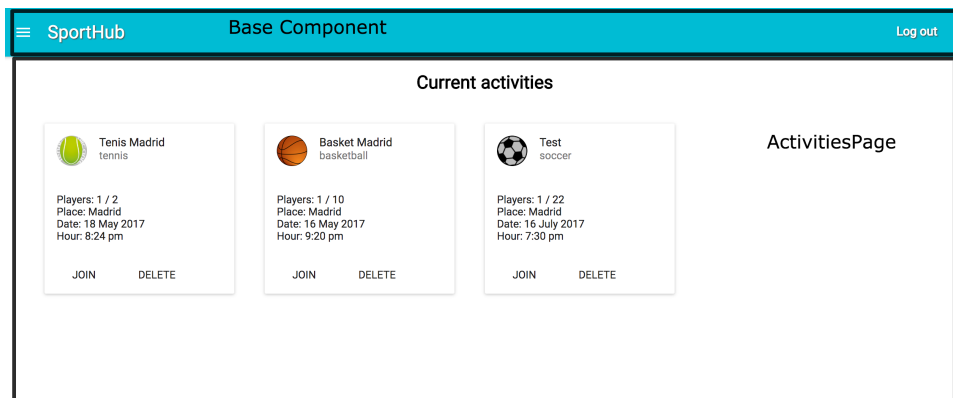 SportHub
Base Component
Log out
Current activities
ActivitiesPage
Tenis Madrid
tennis
Players: 1 / 2
Place: Madrid
Date: 18 May 2017
Hour: 8:24 pm
JOIN DELETE
Basket Madrid
basketball
Players: 1 / 10
Place: Madrid
Date: 16 May 2017
Hour: 9:20 pm
JOIN DELETE
Test
soccer
Players: 1 / 22
Place: Madrid
Date: 16 July 2017
Hour: 7:30 pm
JOIN DELETE